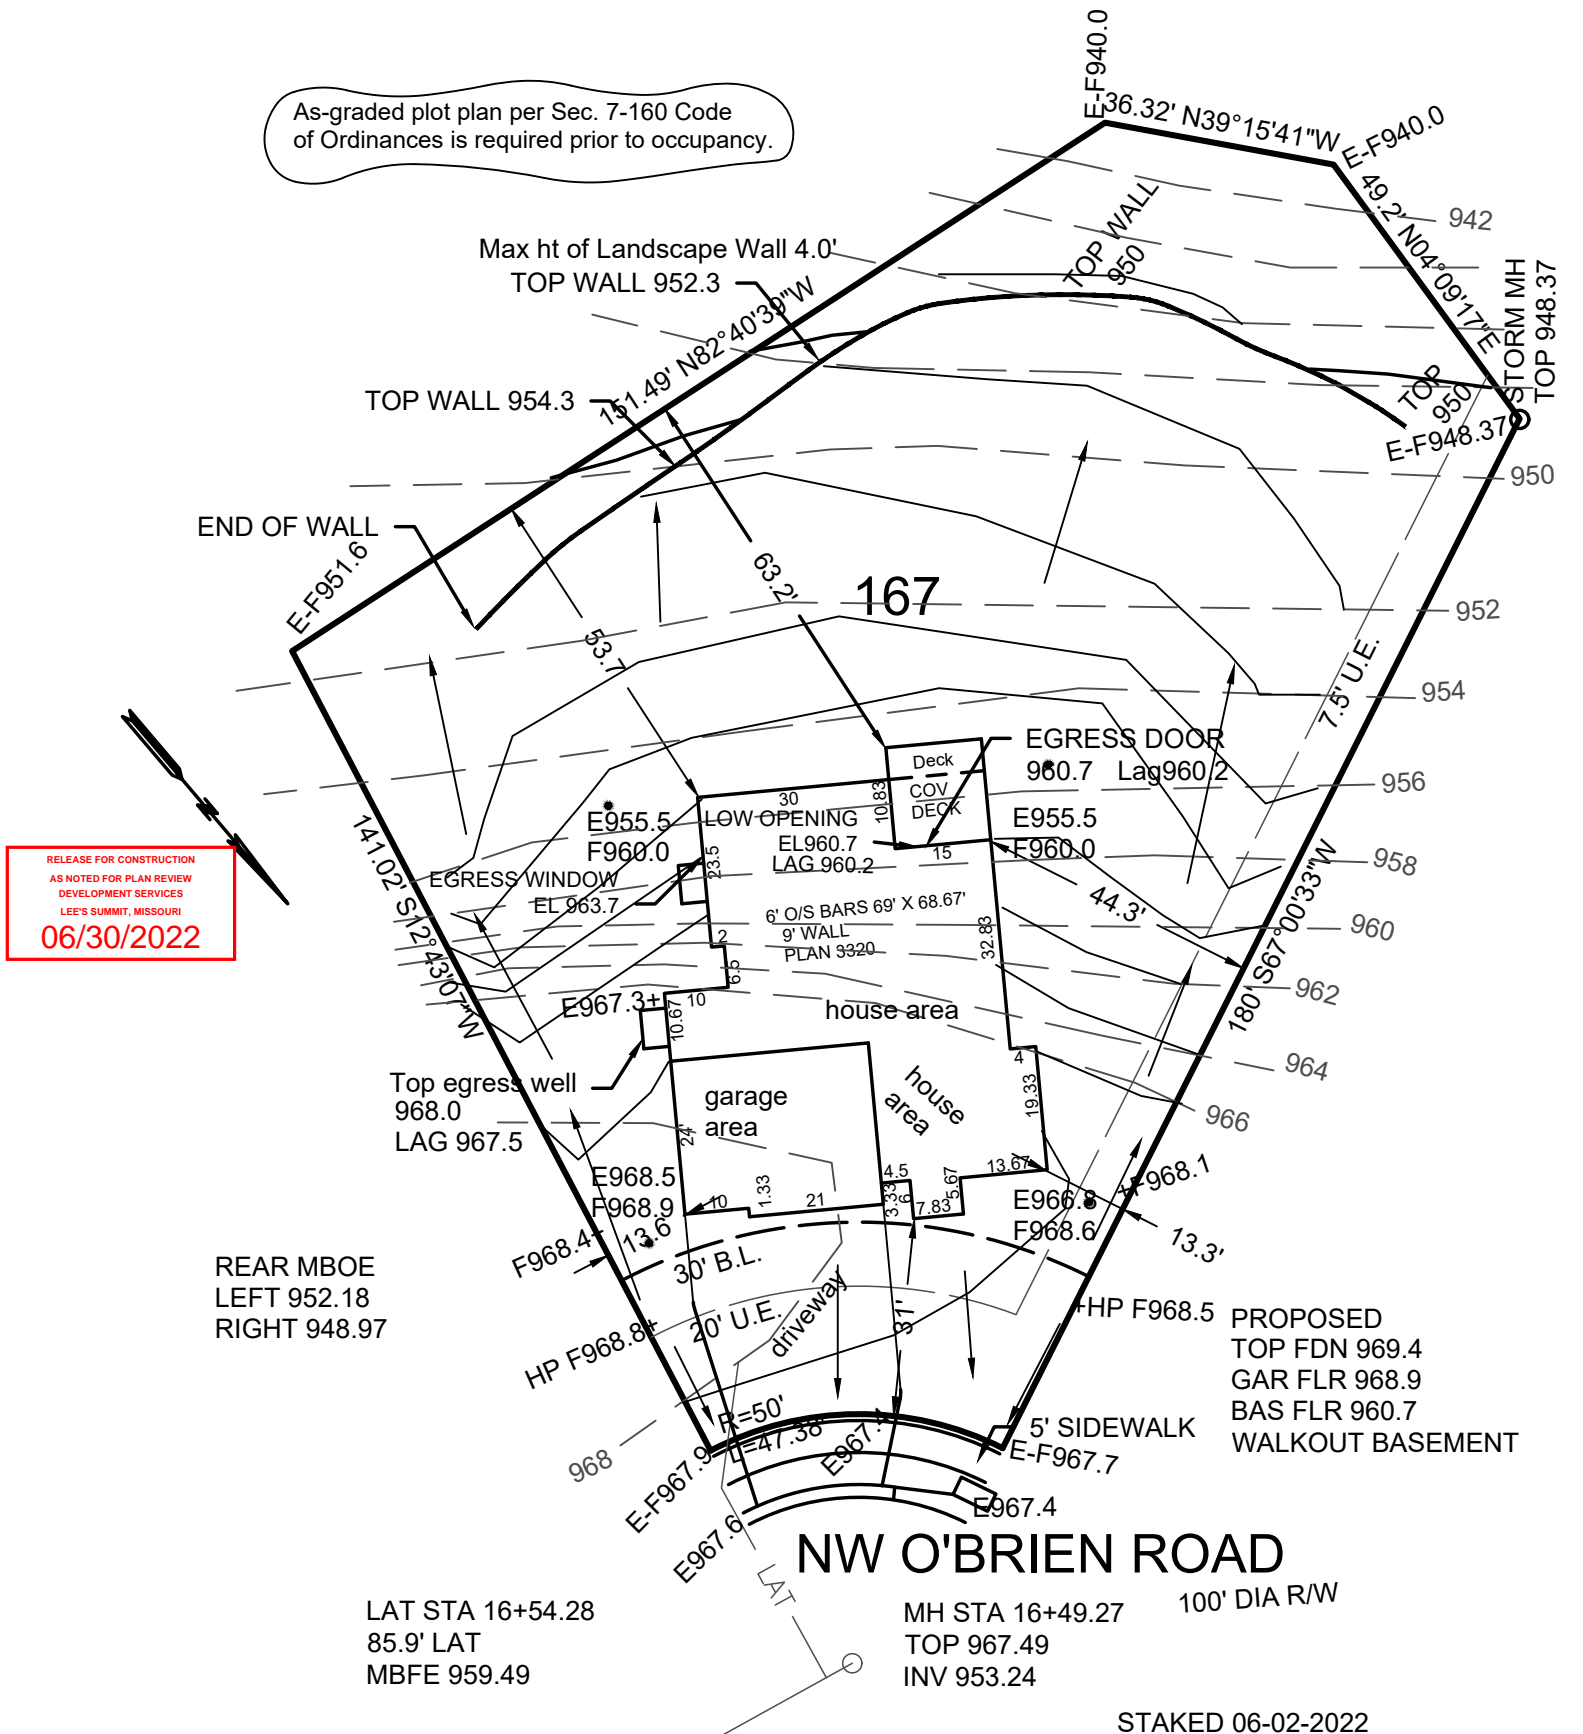 E-F940.0
36.32' N39°15'41"W
E-F940.0
As-graded plot plan per Sec. 7-160 Code
of Ordinances is required prior to occupancy.
49.2' N04°09'17"E
942
TOP WALL
950
Max ht of Landscape Wall 4.0'
TOP WALL 952.3
STORM MH
TOP 948.37
151.49' N82°40'39"W
TOP WALL 954.3
TOP
950
E-F948.37
950
END OF WALL
E-F951.6
63.2'
167
952
53.7
7.5' U.E.
954
EGRESS DOOR
960.7 Lag960.2
Deck
COV
DECK
10.83
956
30
E955.5
F960.0
LOW OPENING
EL960.7
LAG 960.2
15
E955.5
F960.0
958
141.02' S12°43'07"W
23.5
EGRESS WINDOW
EL 963.7
44.3'
RELEASE FOR CONSTRUCTION
AS NOTED FOR PLAN REVIEW
DEVELOPMENT SERVICES
LEE'S SUMMIT, MISSOURI
06/30/2022
6' O/S BARS 69' X 68.67'
9' WALL
PLAN 3320
32.83
180' S67°00'33"W
960
2
6.5
962
E967.3+
10
10.67
house area
964
4
Top egress well
968.0
LAG 967.5
garage
area
house
area
19.33
966
24'
E968.5
F968.9
10
1.33
21
4.5
3.33
6
7.83
5.67
13.67
E966.8
F968.6
+F968.1
13.3'
F968.4+
13.6'
30' B.L.
REAR MBOE
LEFT 952.18
RIGHT 948.97
20' U.E.
driveway
31'
HP F968.8+
+HP F968.5
PROPOSED
TOP FDN 969.4
GAR FLR 968.9
BAS FLR 960.7
WALKOUT BASEMENT
R=50'
L=47.38'
5' SIDEWALK
E-F967.7
968
E-F967.9
E967.4
E967.4
E967.6
NW O'BRIEN ROAD
100' DIA R/W
LAT
LAT STA 16+54.28
85.9' LAT
MBFE 959.49
MH STA 16+49.27
TOP 967.49
INV 953.24
STAKED 06-02-2022